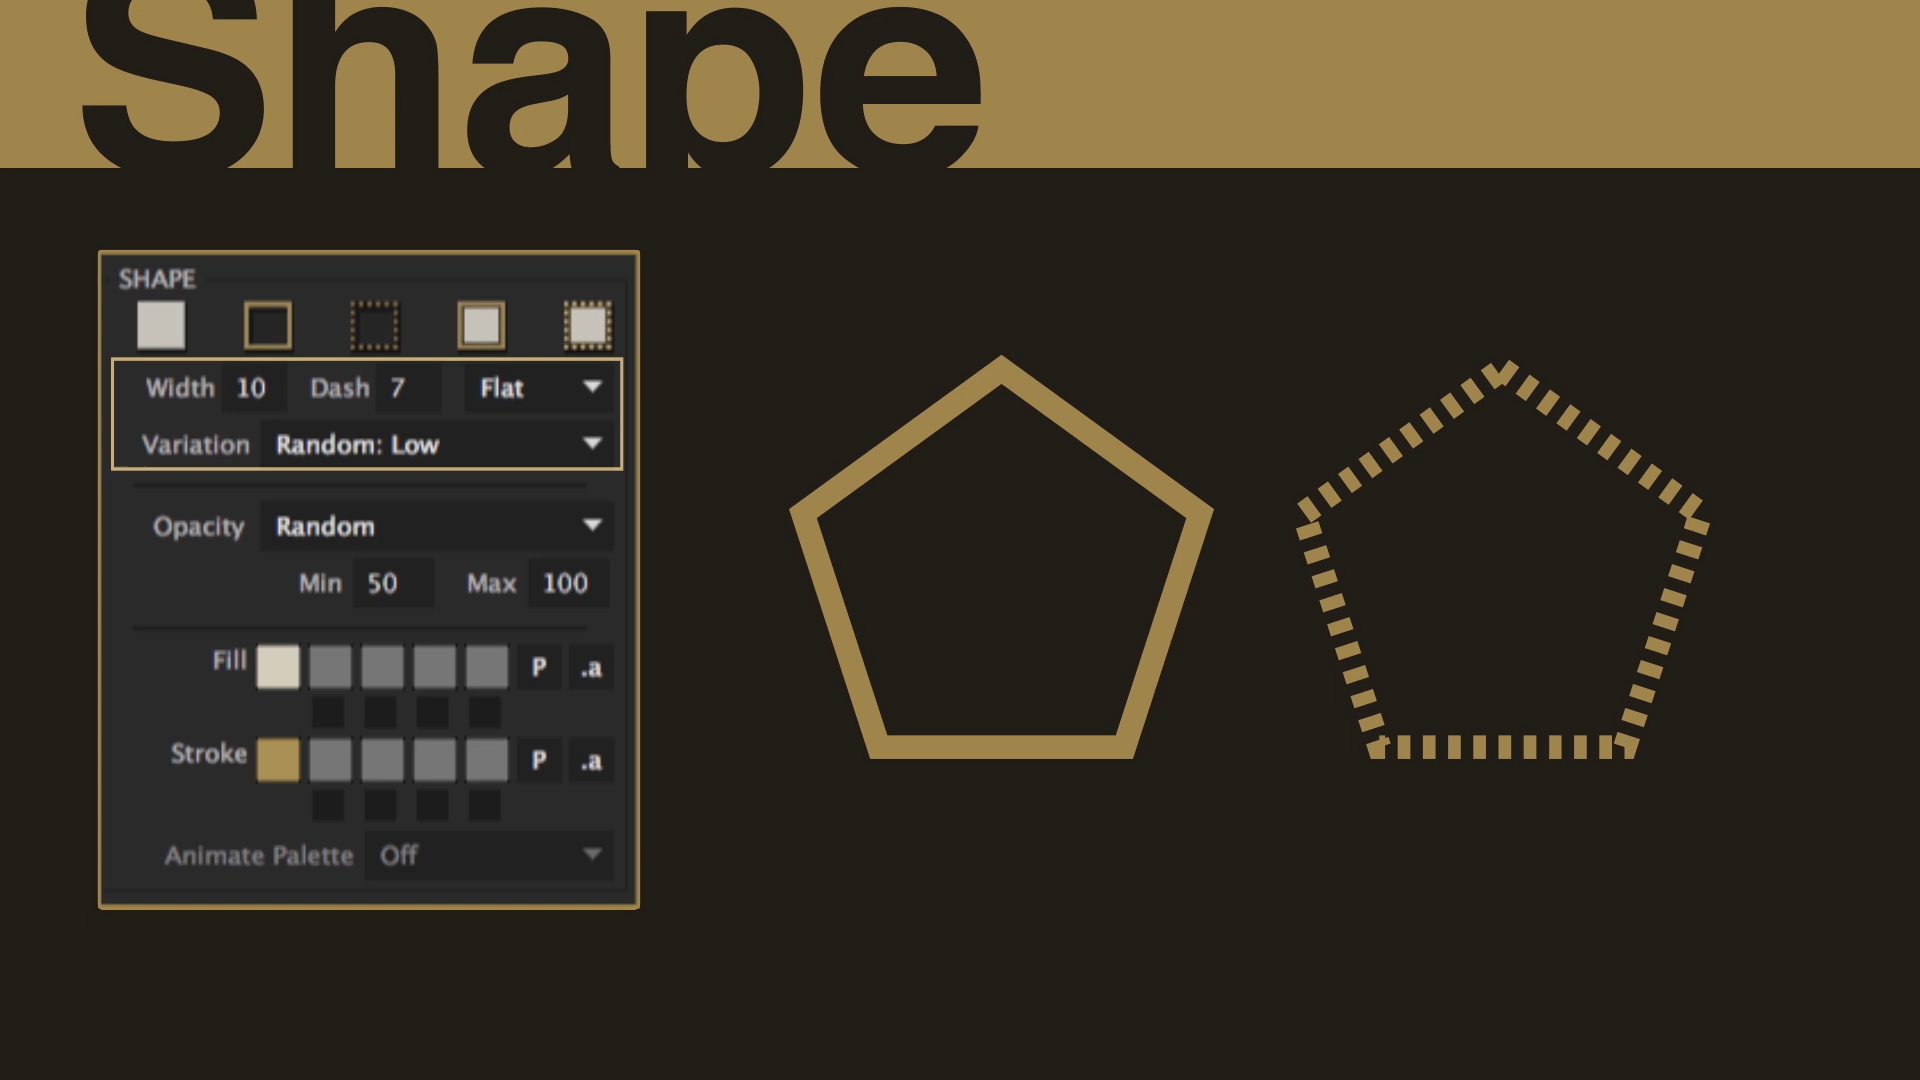 Shape
SHAPE
Width 10 Dash 7 Flat
Variation Random: Low
Opacity Random
Min 50 Max 100
Fill P .a
Stroke P .a
Animate Palette Off